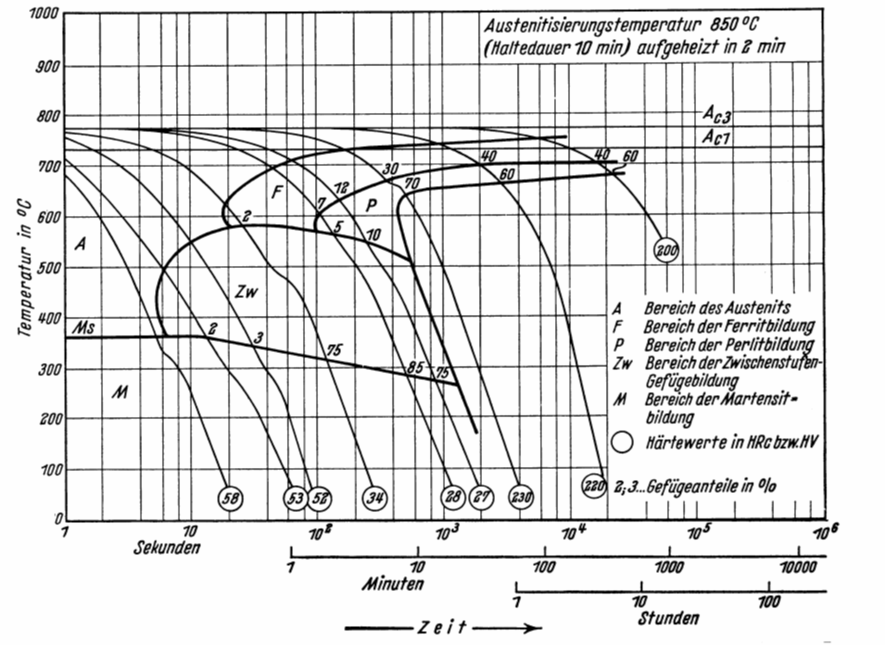 Austenitisierungstemperatur 850 °C
(Haltedauer 10 min) aufgeheizt in 2 min
Temperatur in °C
1000
900
800
700
600
500
400
300
200
100
0
Ac3
Ac1
A
F
P
Zw
Ms
M
30
40
40
60
12
7
70
60
2
5
10
2
3
75
85
75
58
53
52
34
28
27
230
220
200
A Bereich des Austenits
F Bereich der Ferritbildung
P Bereich der Perlitbildung
Zw Bereich der Zwischenstufen-
Gefügebildung
M Bereich der Martensit=
bildung
Härtewerte in HRc bzw. HV
2; 3... Gefügeanteile in %
1 10 10² 10³ 10⁴ 10⁵ 10⁶
Sekunden
1 10 100 1000 10000
Minuten
1 10 100
Stunden
Zeit